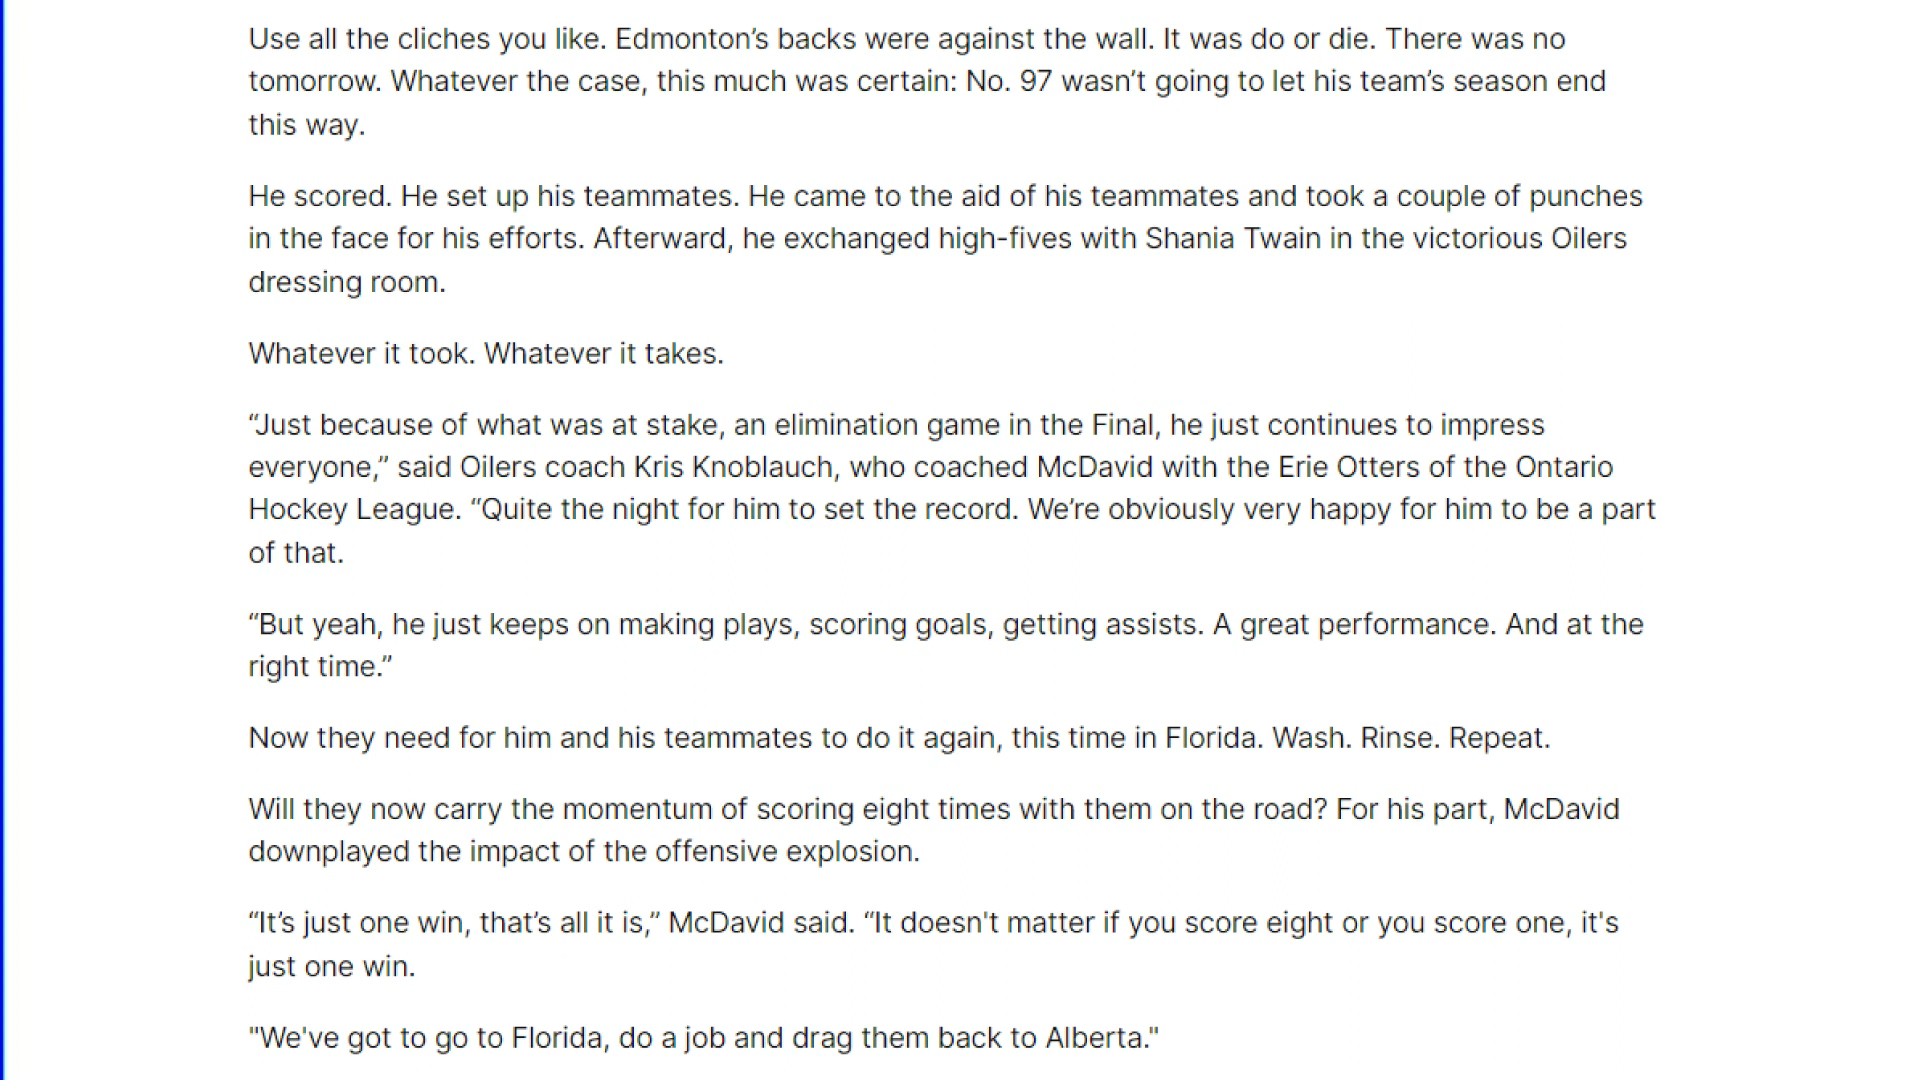 Use all the cliches you like. Edmonton’s backs were against the wall. It was do or die. There was no
tomorrow. Whatever the case, this much was certain: No. 97 wasn’t going to let his team’s season end
this way.
He scored. He set up his teammates. He came to the aid of his teammates and took a couple of punches
in the face for his efforts. Afterward, he exchanged high-fives with Shania Twain in the victorious Oilers
dressing room.
Whatever it took. Whatever it takes.
“Just because of what was at stake, an elimination game in the Final, he just continues to impress
everyone,” said Oilers coach Kris Knoblauch, who coached McDavid with the Erie Otters of the Ontario
Hockey League. “Quite the night for him to set the record. We’re obviously very happy for him to be a part
of that.
“But yeah, he just keeps on making plays, scoring goals, getting assists. A great performance. And at the
right time.”
Now they need for him and his teammates to do it again, this time in Florida. Wash. Rinse. Repeat.
Will they now carry the momentum of scoring eight times with them on the road? For his part, McDavid
downplayed the impact of the offensive explosion.
“It’s just one win, that’s all it is,” McDavid said. “It doesn't matter if you score eight or you score one, it's
just one win.
"We've got to go to Florida, do a job and drag them back to Alberta."